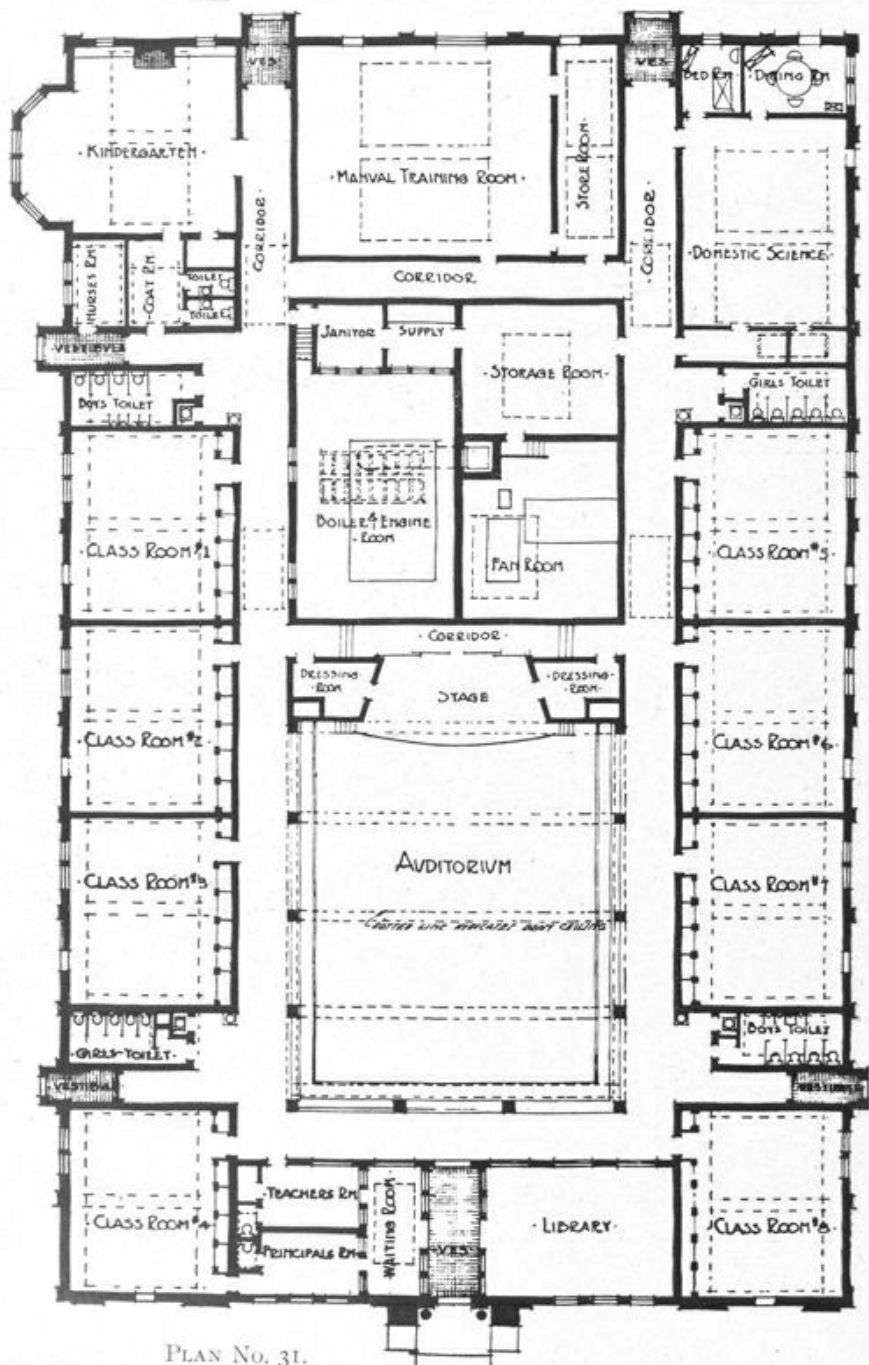 VES
VES
BED RM
DINING RM
KINDERGARTEN
MANUAL TRAINING ROOM
STORE ROOM
CORRIDOR
CORRIDOR
CORRIDOR
DOMESTIC SCIENCE
NURSES RM
COAT RM
TOILET
TOILET
JANITOR
SUPPLY
STORAGE ROOM
BOYS TOILET
GIRLS TOILET
CLASS ROOM #1
BOILER & ENGINE
ROOM
FAN ROOM
CLASS ROOM #5
CORRIDOR
DRESSING
ROOM
STAGE
DRESSING
ROOM
CLASS ROOM #2
CLASS ROOM #6
AUDITORIUM
CLASS ROOM #3
CLASS ROOM #7
GIRLS TOILET
BOYS TOILET
CLASS ROOM #4
TEACHERS RM
PRINCIPALS RM
WAITING ROOM
VES
LIBRARY
CLASS ROOM #8
PLAN NO. 31.